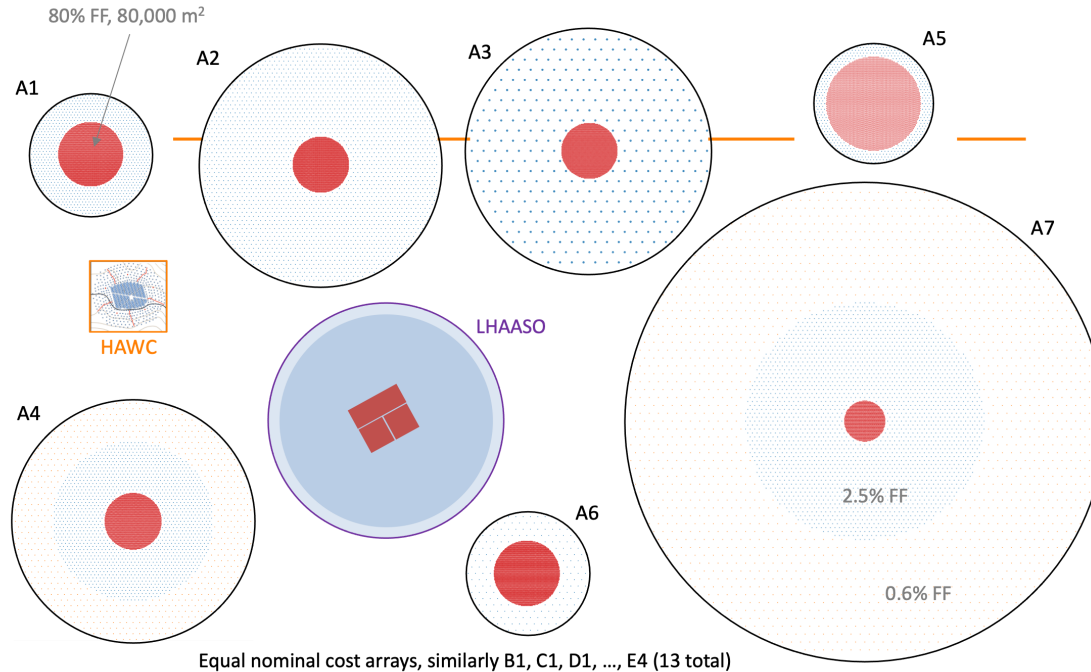 80% FF, 80,000 m²
A1
A2
A3
A5
A7
HAWC
LHAASO
A4
A6
2.5% FF
0.6% FF
Equal nominal cost arrays, similarly B1, C1, D1, ..., E4 (13 total)